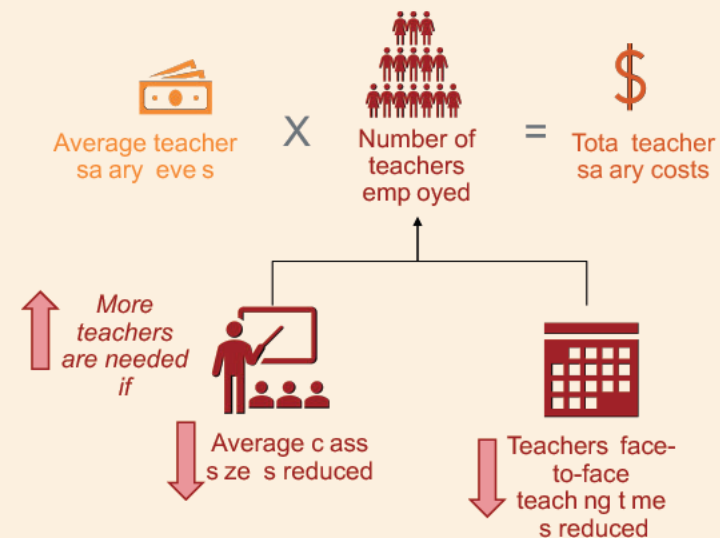 Average teacher
sa ary eve s
X
Number of
teachers
emp oyed
=
Tota teacher
sa ary costs
More
teachers
are needed
if
Average c ass
s ze s reduced
Teachers face-
to-face
teach ng t me
s reduced